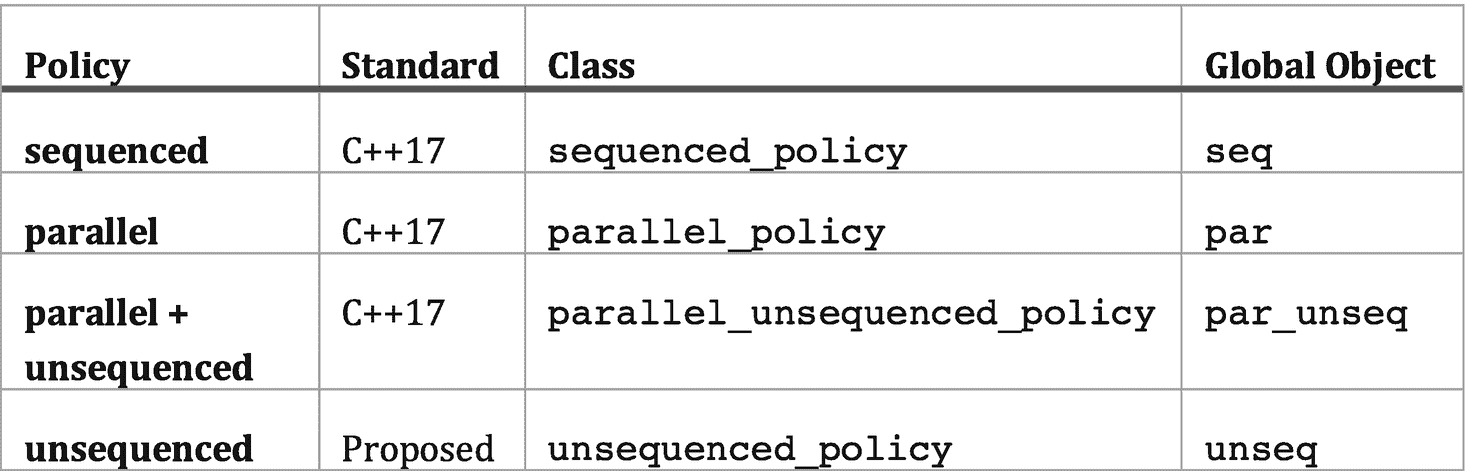 Policy Standard Class Global Object
sequenced C++17 sequenced_policy seq
parallel C++17 parallel_policy par
parallel + C++17 parallel_unsequenced_policy par_unseq
unsequenced
unsequenced Proposed unsequenced_policy unseq